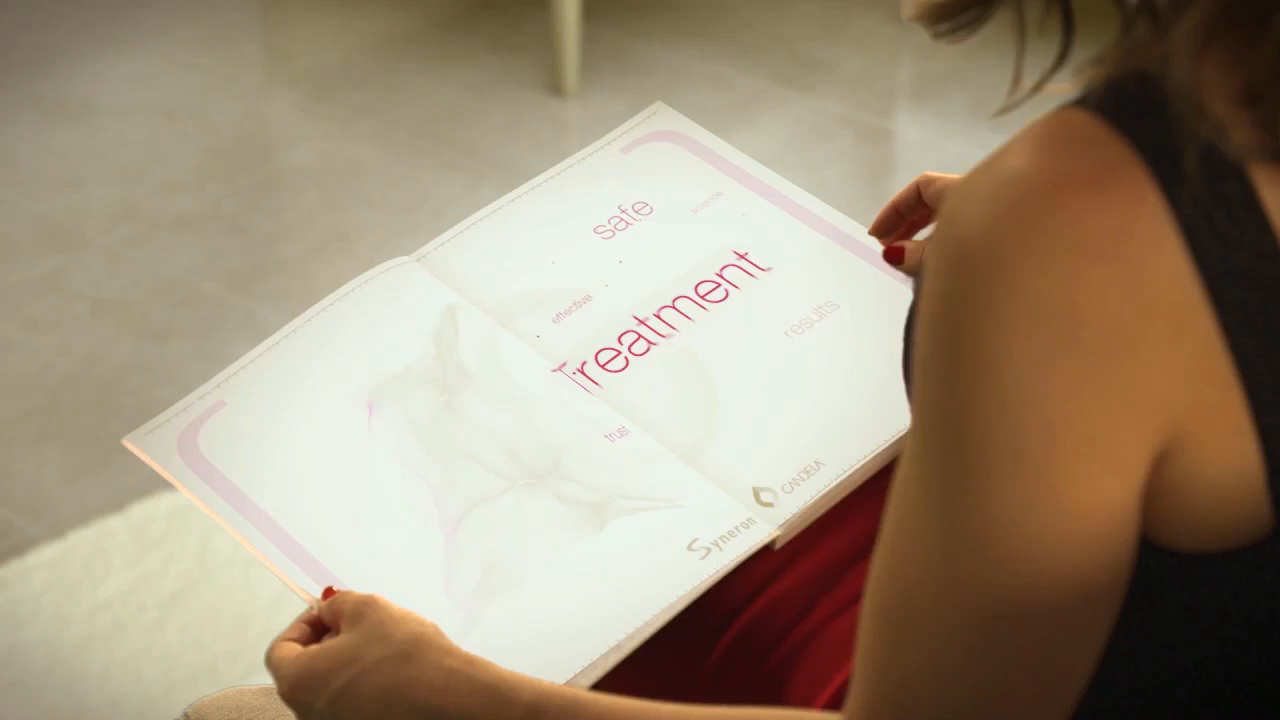 safe
effective
Treatment
results
trust
Syneron
CANDELA